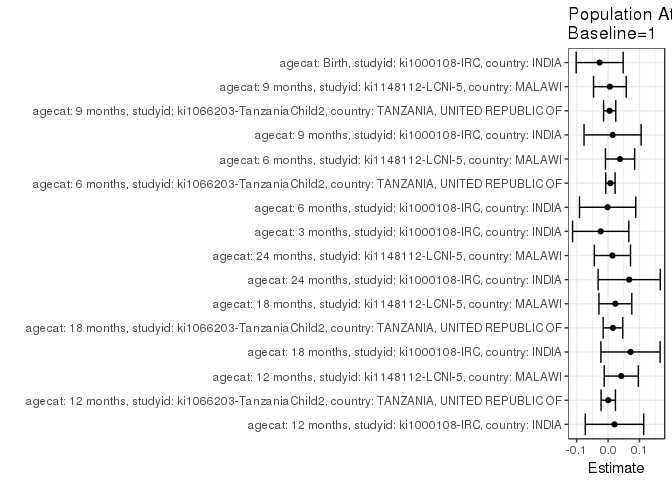 Population At
Baseline=1
agecat: Birth, studyid: ki1000108-IRC, country: INDIA
agecat: 9 months, studyid: ki1148112-LCNI-5, country: MALAWI
agecat: 9 months, studyid: ki1066203-TanzaniaChild2, country: TANZANIA, UNITED REPUBLIC OF
agecat: 9 months, studyid: ki1000108-IRC, country: INDIA
agecat: 6 months, studyid: ki1148112-LCNI-5, country: MALAWI
agecat: 6 months, studyid: ki1066203-TanzaniaChild2, country: TANZANIA, UNITED REPUBLIC OF
agecat: 6 months, studyid: ki1000108-IRC, country: INDIA
agecat: 3 months, studyid: ki1000108-IRC, country: INDIA
agecat: 24 months, studyid: ki1148112-LCNI-5, country: MALAWI
agecat: 24 months, studyid: ki1000108-IRC, country: INDIA
agecat: 18 months, studyid: ki1148112-LCNI-5, country: MALAWI
agecat: 18 months, studyid: ki1066203-TanzaniaChild2, country: TANZANIA, UNITED REPUBLIC OF
agecat: 18 months, studyid: ki1000108-IRC, country: INDIA
agecat: 12 months, studyid: ki1148112-LCNI-5, country: MALAWI
agecat: 12 months, studyid: ki1066203-TanzaniaChild2, country: TANZANIA, UNITED REPUBLIC OF
agecat: 12 months, studyid: ki1000108-IRC, country: INDIA
-0.1 0.0 0.1
Estimate